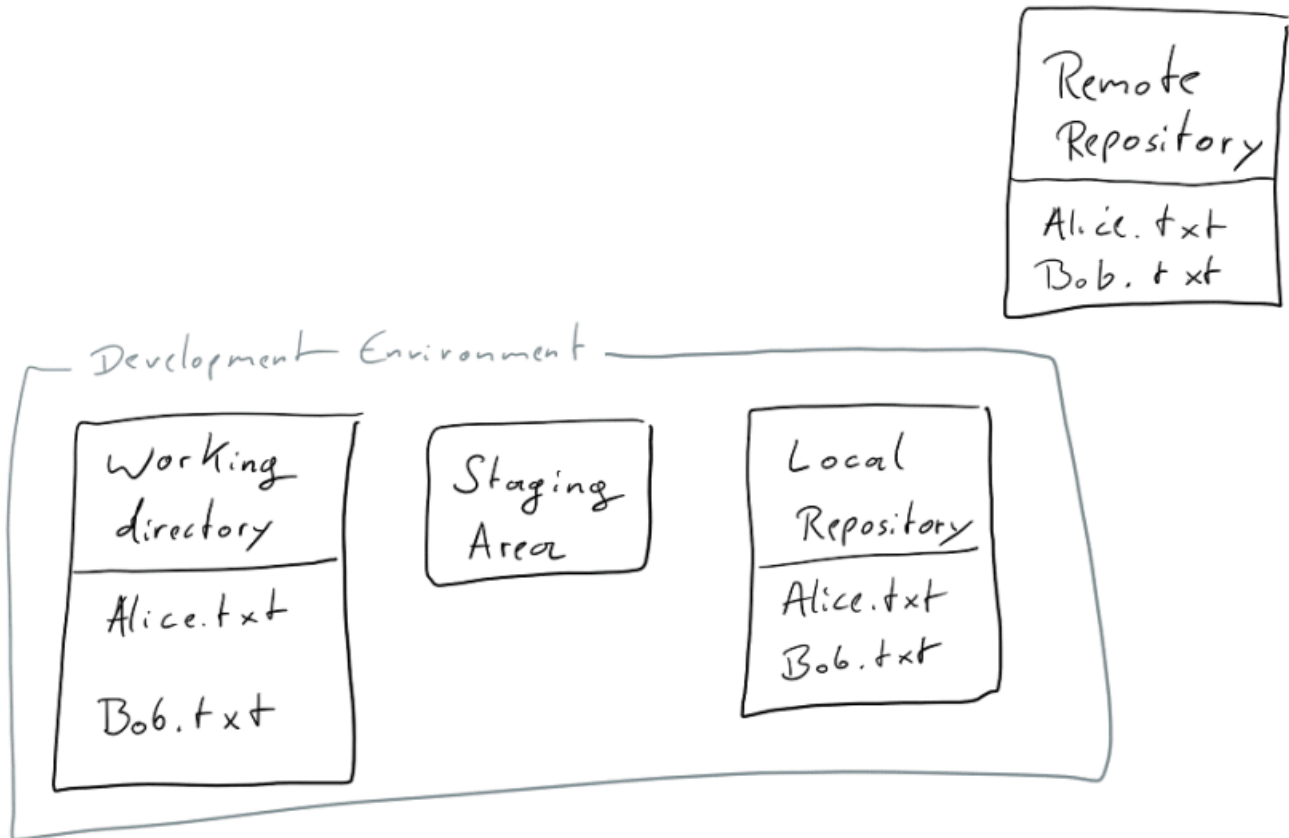 Remote
Repository
Alice.txt
Bob.txt
Development Environment
Working
directory
Alice.txt
Bob.txt
Staging
Area
Local
Repository
Alice.txt
Bob.txt